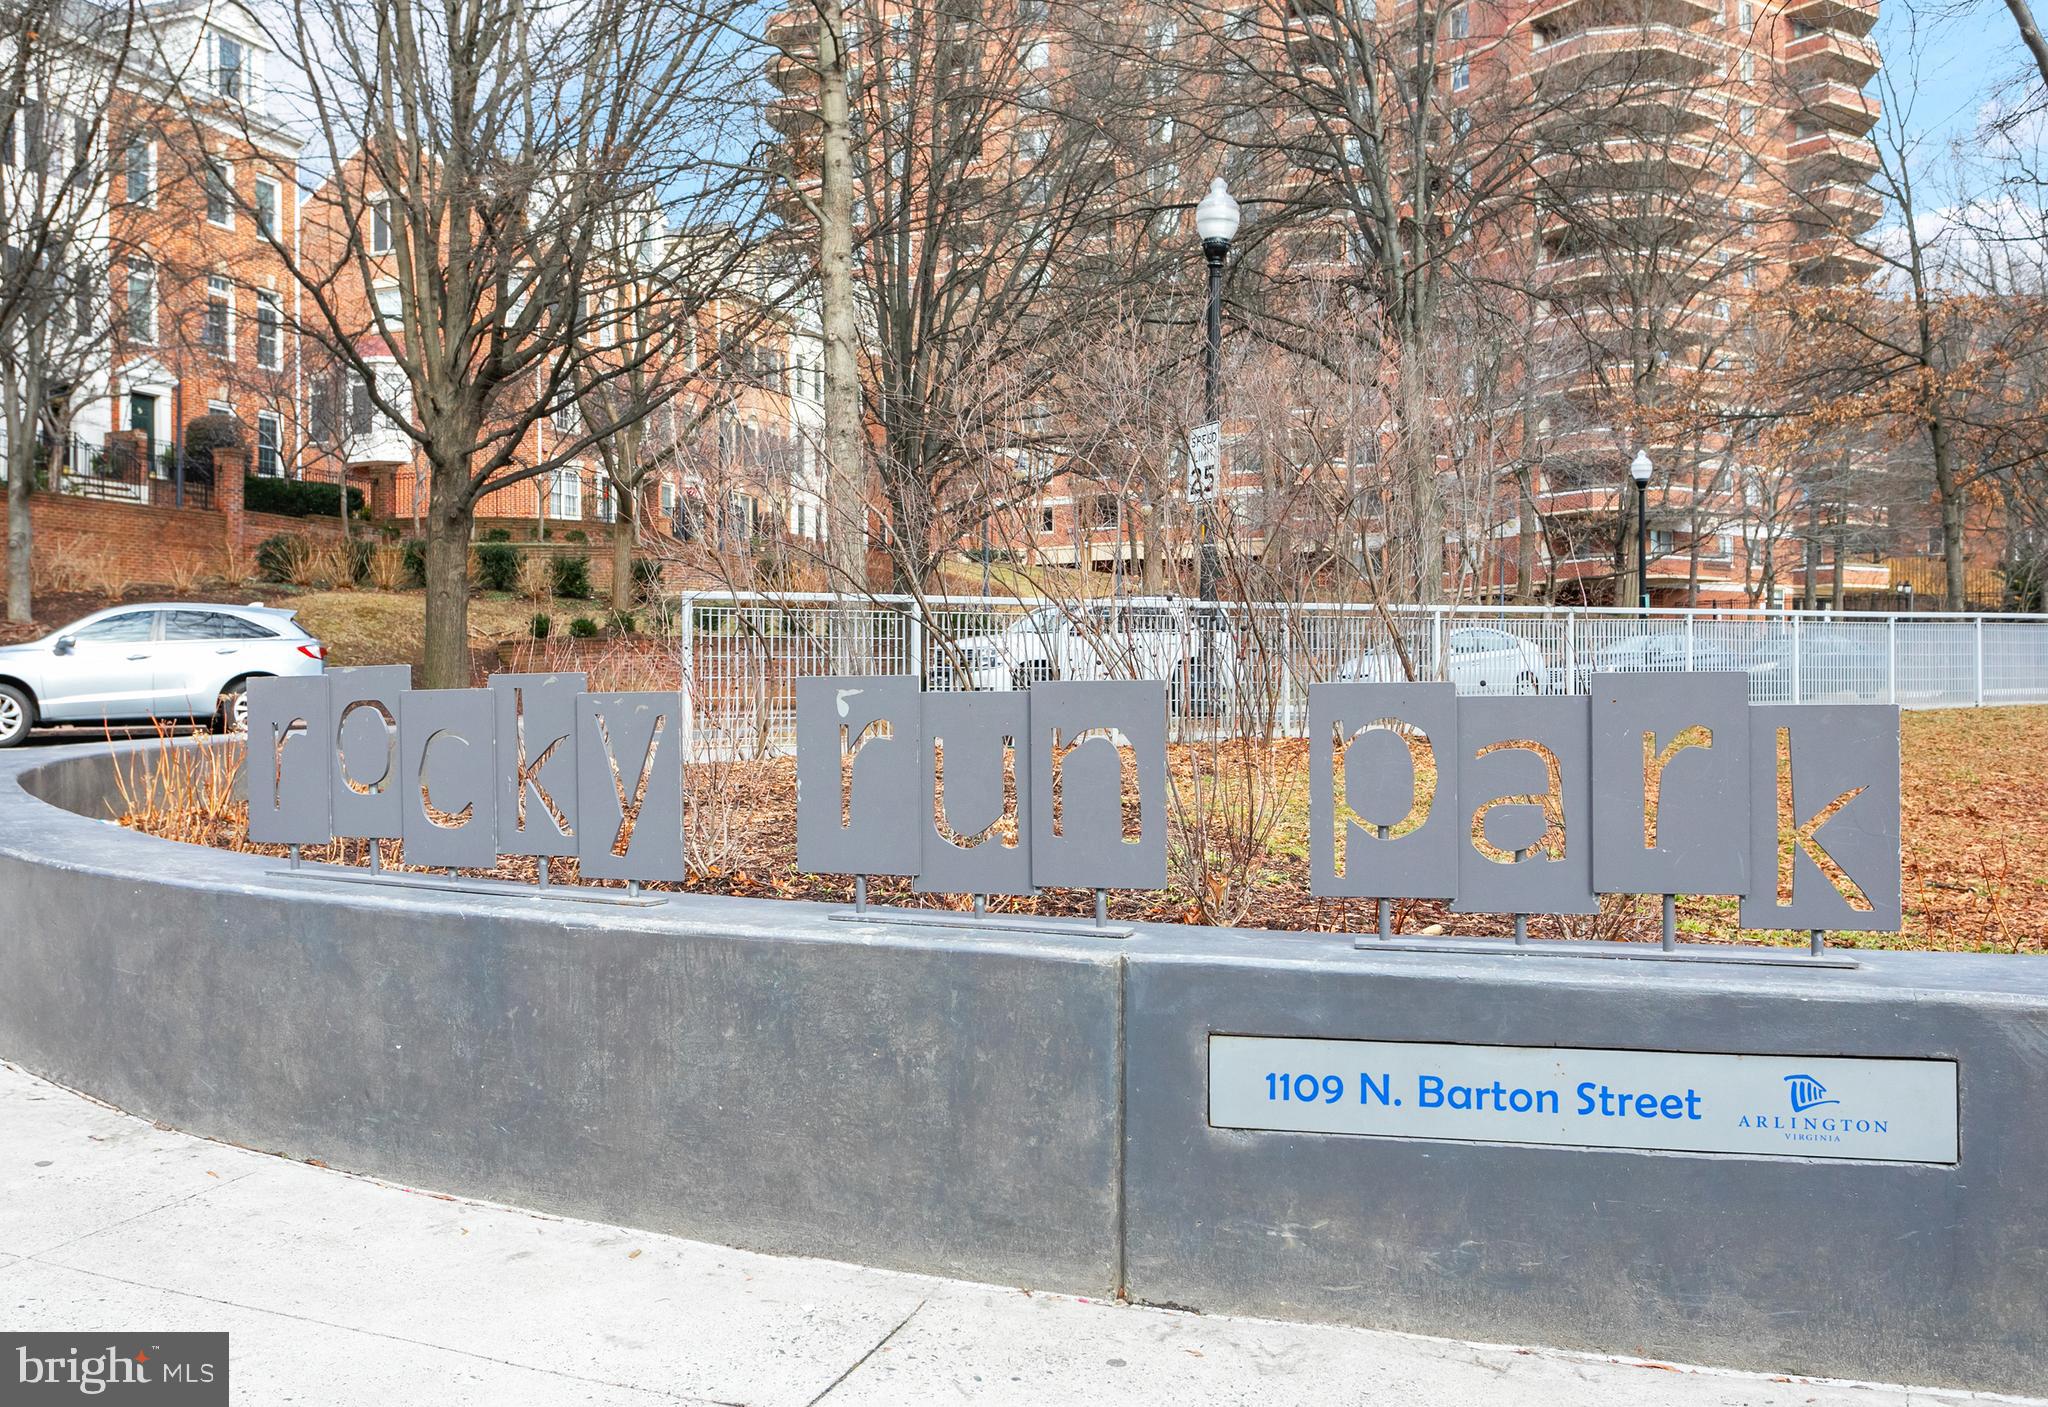 SPEED
LIMIT
25
rocky run park
1109 N. Barton Street
ARLINGTON
VIRGINIA
bright MLS